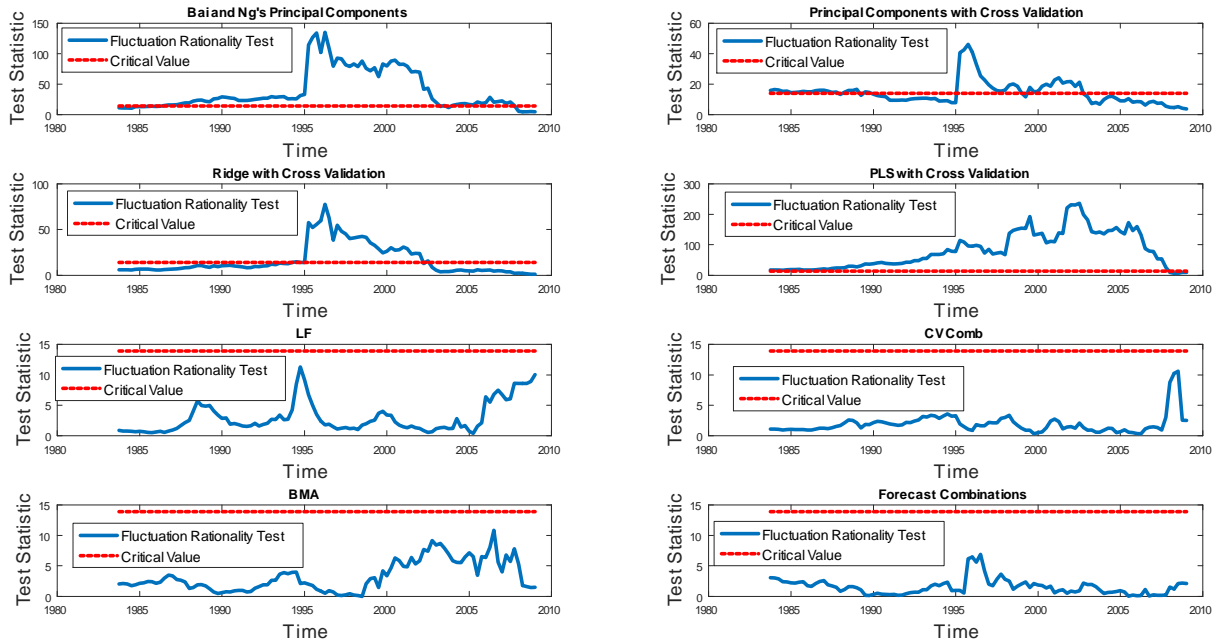 Bai and Ng's Principal Components
Test Statistic
150
100
50
0
Fluctuation Rationality Test
Critical Value
1980 1985 1990 1995 2000 2005 2010
Time
Principal Components with Cross Validation
Test Statistic
60
40
20
0
Fluctuation Rationality Test
Critical Value
1980 1985 1990 1995 2000 2005 2010
Time
Ridge with Cross Validation
Test Statistic
100
50
0
Fluctuation Rationality Test
Critical Value
1980 1985 1990 1995 2000 2005 2010
Time
PLS with Cross Validation
Test Statistic
300
200
100
0
Fluctuation Rationality Test
Critical Value
1980 1985 1990 1995 2000 2005 2010
Time
LF
Test Statistic
15
10
5
0
Fluctuation Rationality Test
Critical Value
1980 1985 1990 1995 2000 2005 2010
Time
CV Comb
Test Statistic
15
10
5
0
Fluctuation Rationality Test
Critical Value
1980 1985 1990 1995 2000 2005 2010
Time
BMA
Test Statistic
15
10
5
0
Fluctuation Rationality Test
Critical Value
1980 1985 1990 1995 2000 2005 2010
Time
Forecast Combinations
Test Statistic
15
10
5
0
Fluctuation Rationality Test
Critical Value
1980 1985 1990 1995 2000 2005 2010
Time